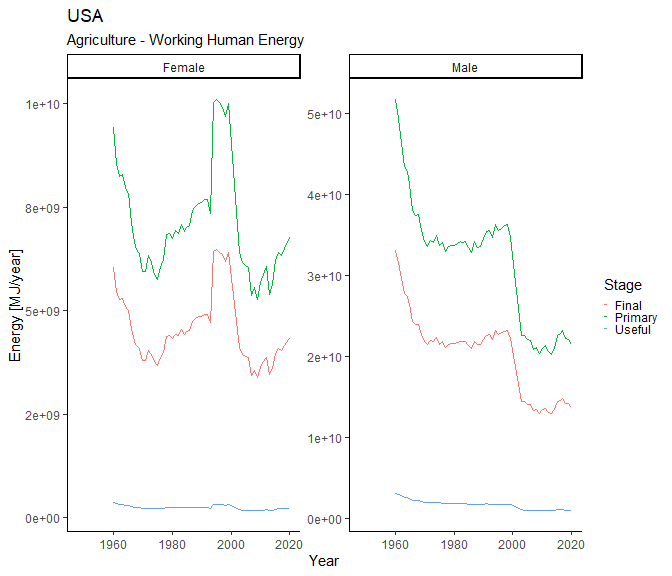 USA
Agriculture - Working Human Energy
Female
Male
Energy [MJ/year]
1e+10
8e+09
5e+09
2e+09
0e+00
5e+10
4e+10
3e+10
2e+10
1e+10
0e+00
1960 1980 2000 2020
1960 1980 2000 2020
Year
Stage
Final
Primary
Useful